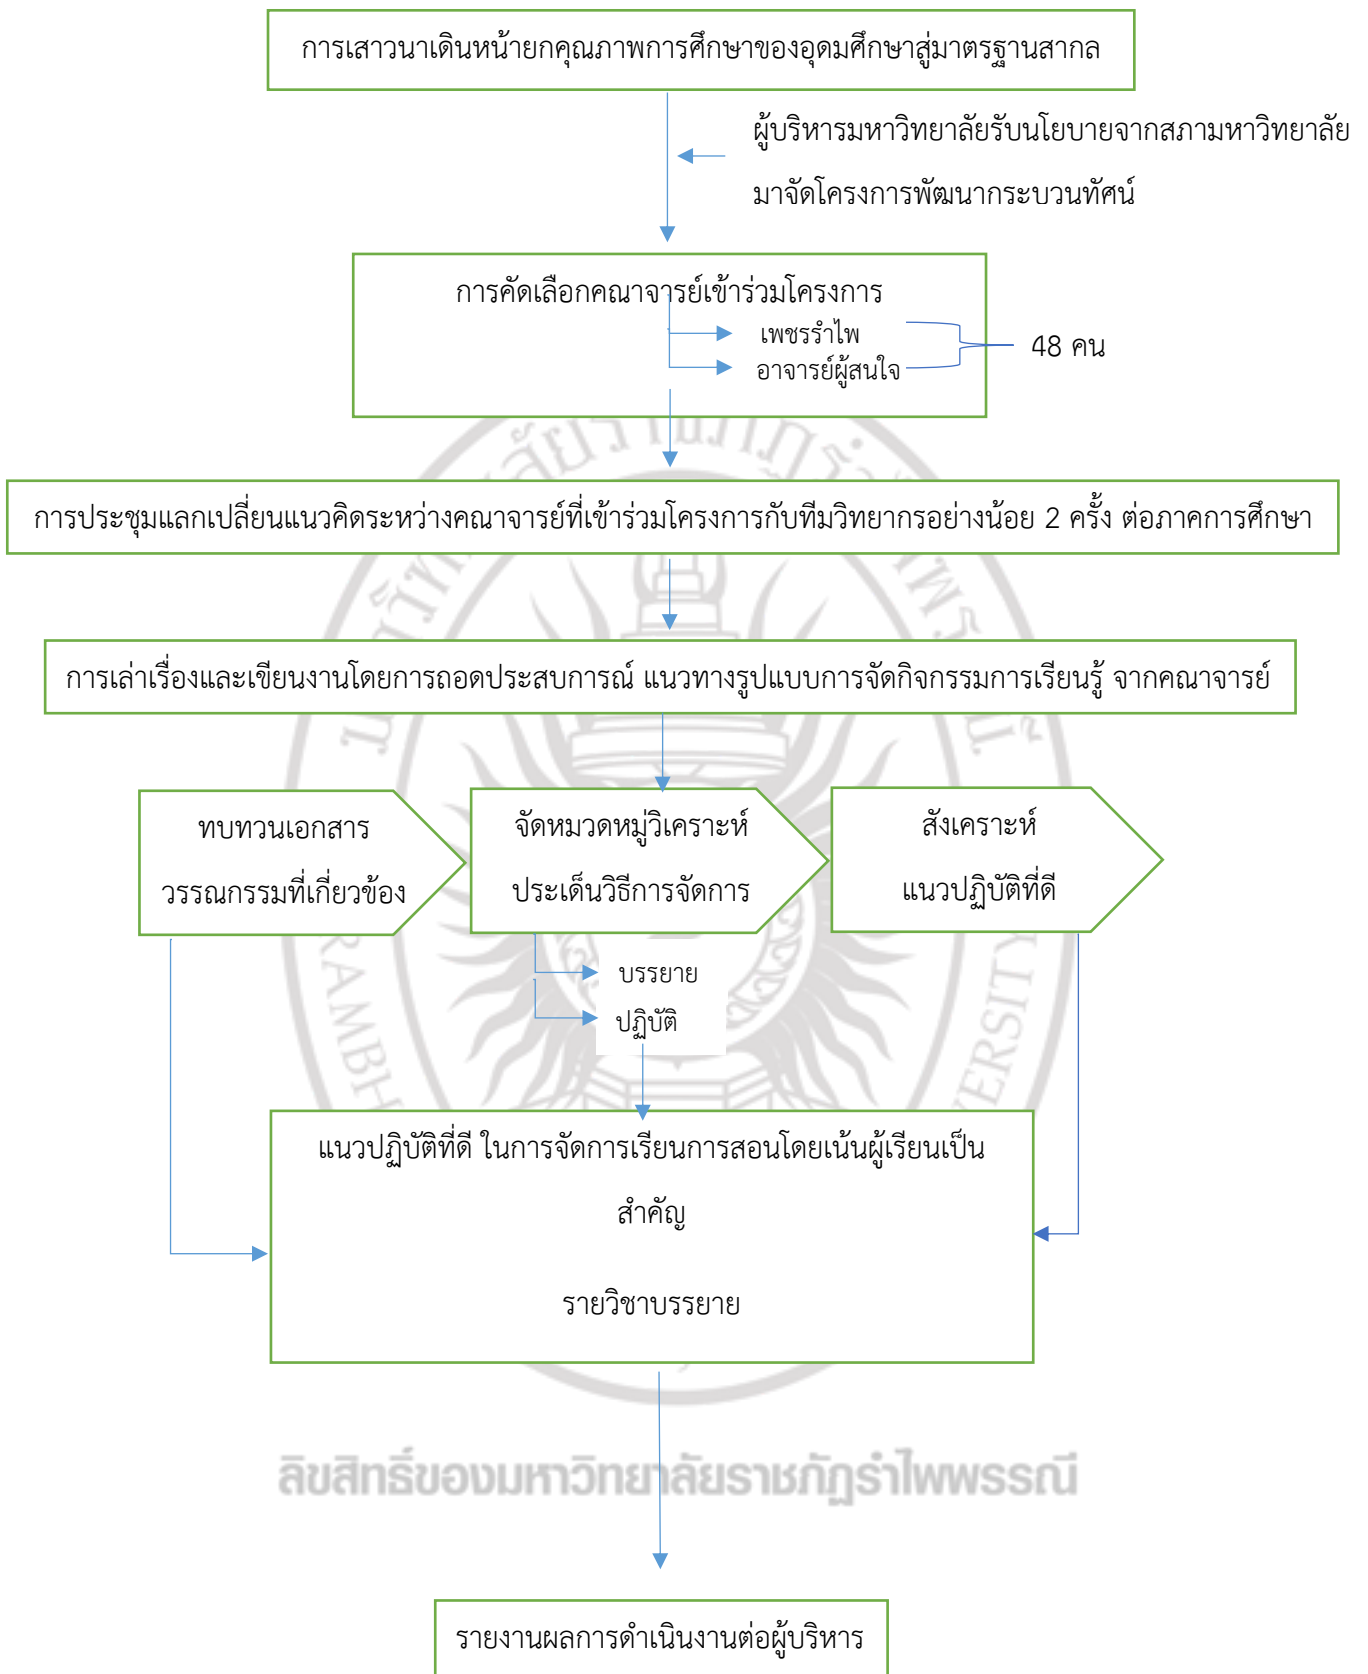 การเสาวนาเดินหน้ายกคุณภาพการศึกษาของอุดมศึกษาสู่มาตรฐานสากล
ผู้บริหารมหาวิทยาลัยรับนโยบายจากสภามหาวิทยาลัย
มาจัดโครงการพัฒนากระบวนทัศน์
การคัดเลือกคณาจารย์เข้าร่วมโครงการ
เพชรรำไพ
อาจารย์ผู้สนใจ
48 คน
การประชุมแลกเปลี่ยนแนวคิดระหว่างคณาจารย์ที่เข้าร่วมโครงการกับทีมวิทยากรอย่างน้อย 2 ครั้ง ต่อภาคการศึกษา
การเล่าเรื่องและเขียนงานโดยการถอดประสบการณ์ แนวทางรูปแบบการจัดกิจกรรมการเรียนรู้ จากคณาจารย์
ทบทวนเอกสาร
วรรณกรรมที่เกี่ยวข้อง
จัดหมวดหมู่วิเคราะห์
ประเด็นวิธีการจัดการ
สังเคราะห์
แนวปฏิบัติที่ดี
บรรยาย
ปฏิบัติ
แนวปฏิบัติที่ดี ในการจัดการเรียนการสอนโดยเน้นผู้เรียนเป็น
สำคัญ
รายวิชาบรรยาย
ลิขสิทธิ์ของมหาวิทยาลัยราชภัฏรำไพพรรณี
รายงานผลการดำเนินงานต่อผู้บริหาร